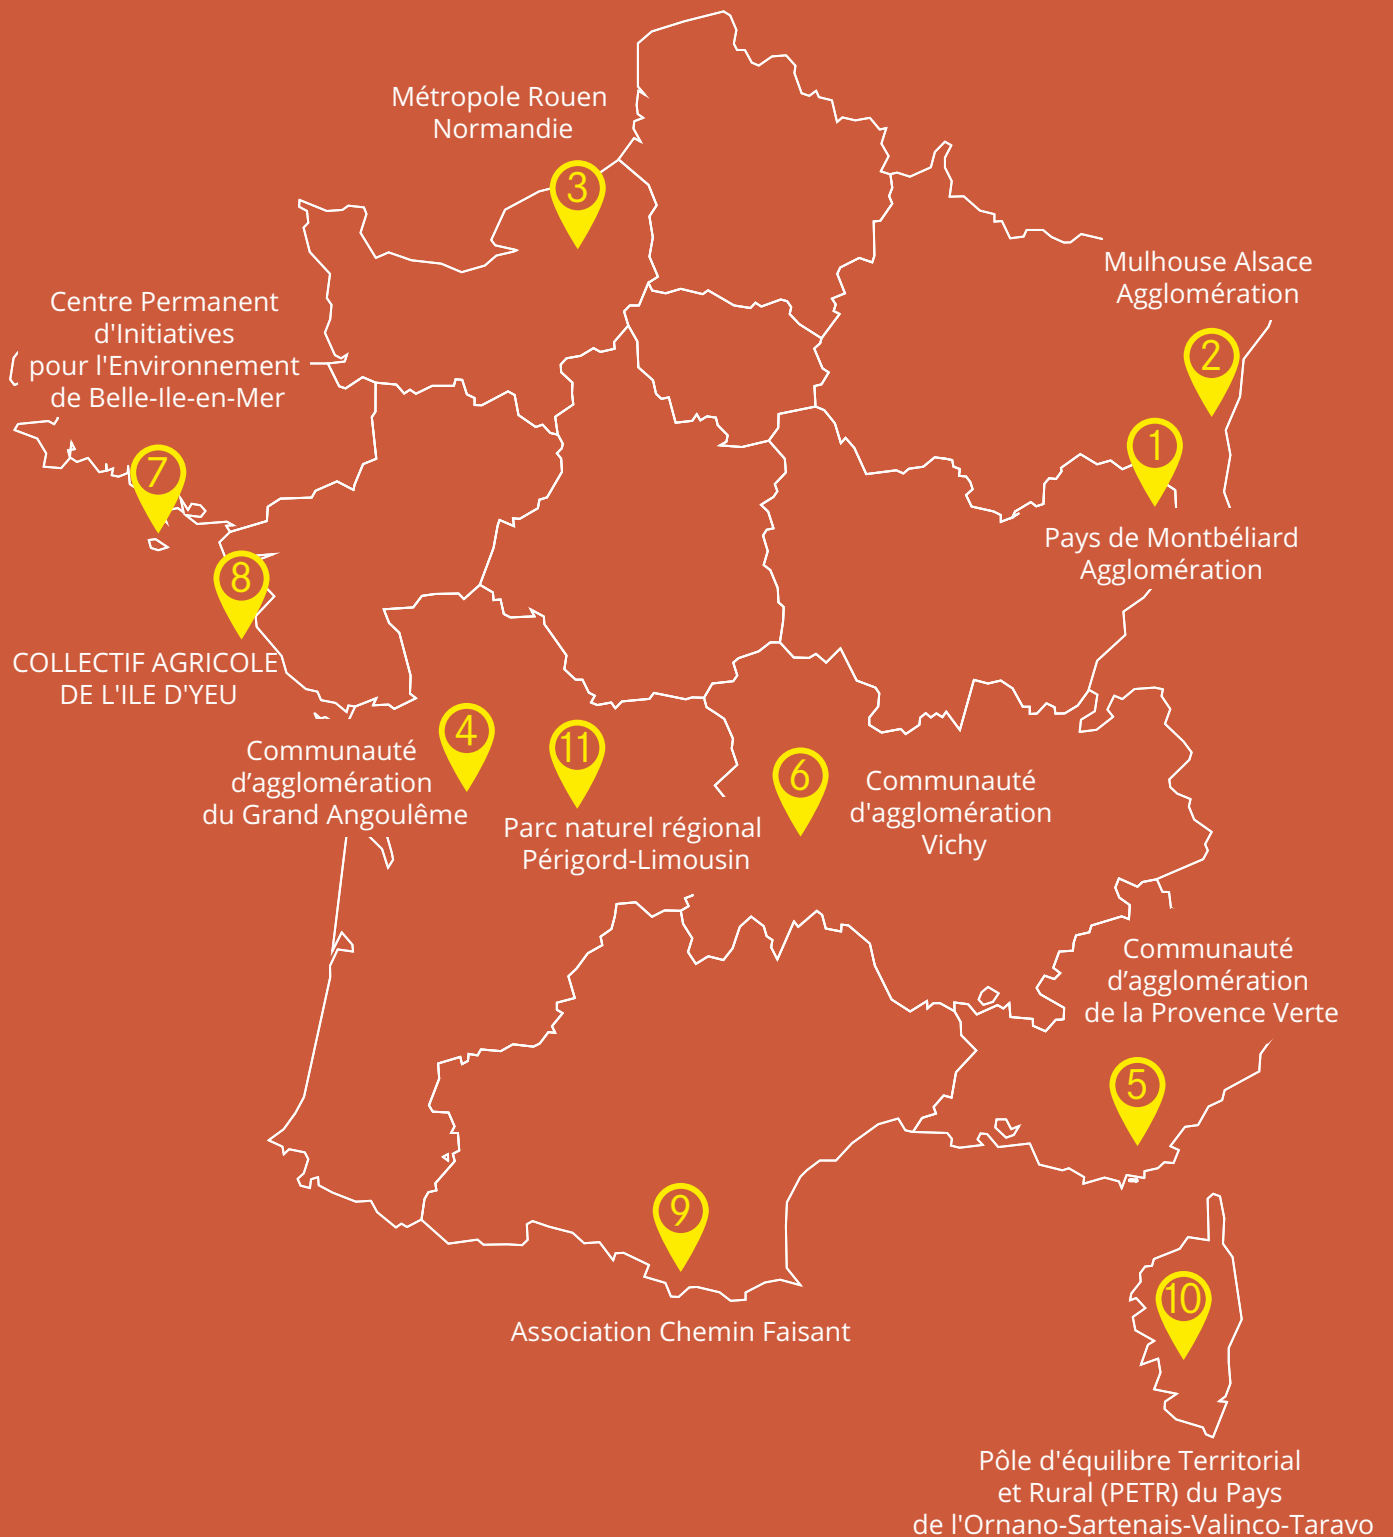 Métropole Rouen
Normandie
3
Mulhouse Alsace
Agglomération
2
Centre Permanent
d'Initiatives
pour l'Environnement
de Belle-Ile-en-Mer
7
1
Pays de Montbéliard
Agglomération
8
COLLECTIF AGRICOLE
DE L'ILE D'YEU
4
Communauté
d’agglomération
du Grand Angoulême
11
Parc naturel régional
Périgord-Limousin
6
Communauté
d'agglomération
Vichy
Communauté
d’agglomération
de la Provence Verte
5
9
Association Chemin Faisant
10
Pôle d'équilibre Territorial
et Rural (PETR) du Pays
de l'Ornano-Sartenais-Valinco-Taravo